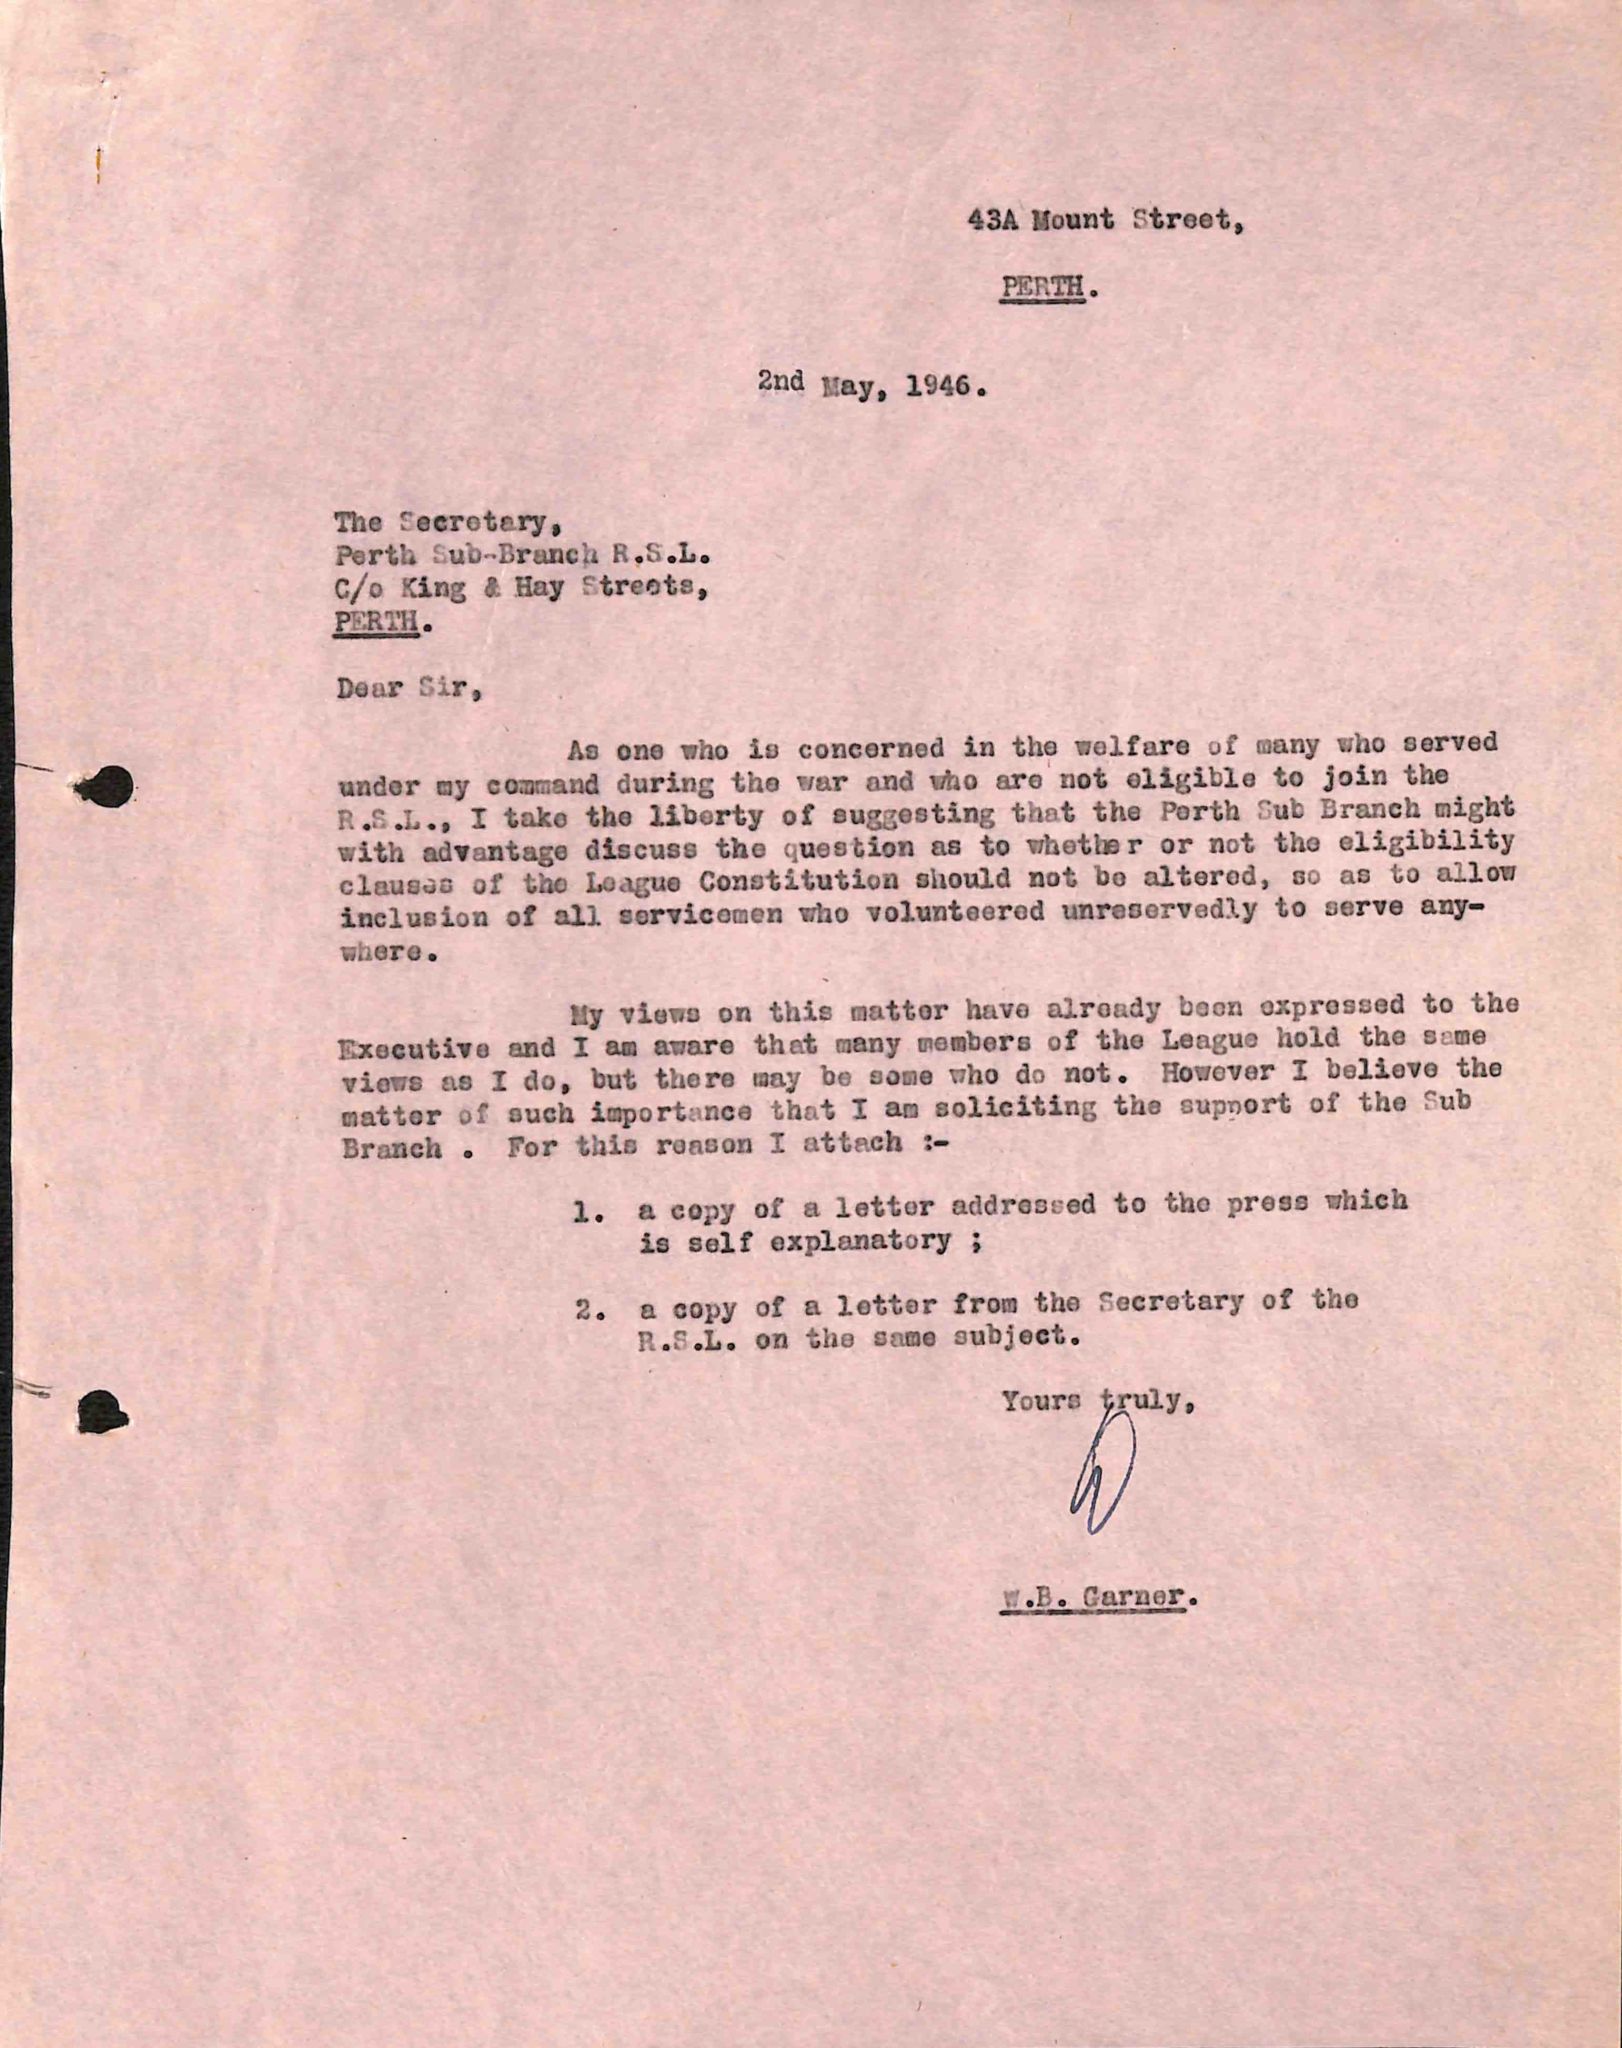 43A Mount Street,
PERTH.
2nd May, 1946.
The Secretary,
Perth Sub-Branch R.S.L.
C/o King & Hay Streets,
PERTH.
Dear Sir,
As one who is concerned in the welfare of many who served
under my command during the war and who are not eligible to join the
R.S.L., I take the liberty of suggesting that the Perth Sub Branch might
with advantage discuss the question as to whether or not the eligibility
clauses of the League Constitution should not be altered, so as to allow
inclusion of all servicemen who volunteered unreservedly to serve any-
where.
My views on this matter have already been expressed to the
Executive and I am aware that many members of the League hold the same
views as I do, but there may be some who do not. However I believe the
matter of such importance that I am soliciting the support of the Sub
Branch . For this reason I attach :-
1. a copy of a letter addressed to the press which
is self explanatory ;
2. a copy of a letter from the Secretary of the
R.S.L. on the same subject.
Yours truly,
W.B. Garner.